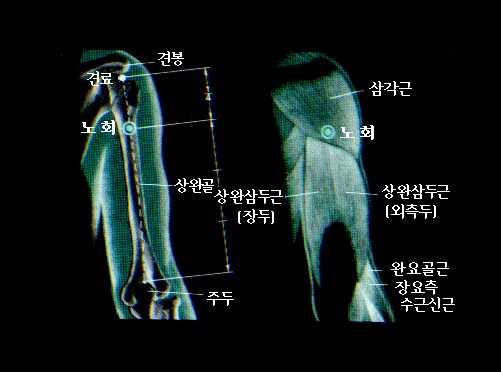 견봉
견료
노 회
상완골
주두
삼각근
노 회
상완삼두근
(장두)
상완삼두근
(외측두)
완요골근
장요측
수근신근